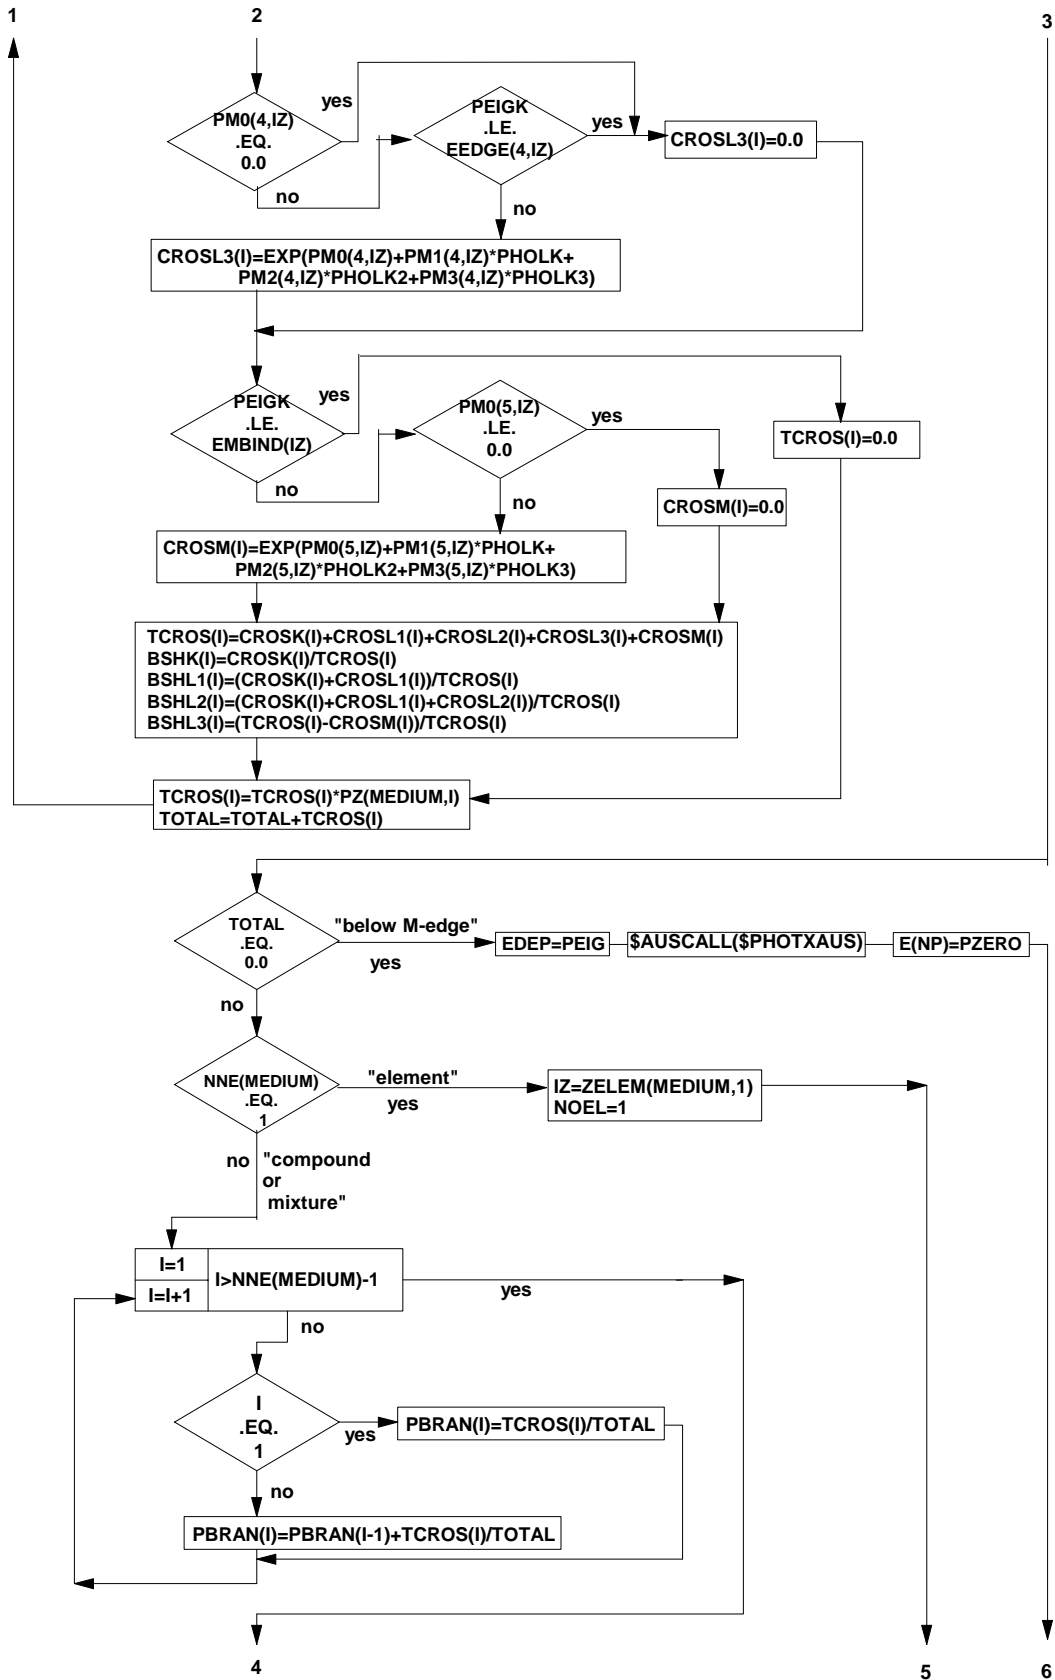 1
2
3
yes
PM0(4,IZ)
.EQ.
0.0
PEIGK
.LE.
EEDGE(4,IZ)
yes
CROSL3(I)=0.0
no
no
CROSL3(I)=EXP(PM0(4,IZ)+PM1(4,IZ)*PHOLK+
PM2(4,IZ)*PHOLK2+PM3(4,IZ)*PHOLK3)
PEIGK
.LE.
EMBIND(IZ)
yes
PM0(5,IZ)
.LE.
0.0
yes
TCROS(I)=0.0
no
no
CROSM(I)=0.0
CROSM(I)=EXP(PM0(5,IZ)+PM1(5,IZ)*PHOLK+
PM2(5,IZ)*PHOLK2+PM3(5,IZ)*PHOLK3)
TCROS(I)=CROSK(I)+CROSL1(I)+CROSL2(I)+CROSL3(I)+CROSM(I)
BSHK(I)=CROSK(I)/TCROS(I)
BSHL1(I)=(CROSK(I)+CROSL1(I))/TCROS(I)
BSHL2(I)=(CROSK(I)+CROSL1(I)+CROSL2(I))/TCROS(I)
BSHL3(I)=(TCROS(I)-CROSM(I))/TCROS(I)
TCROS(I)=TCROS(I)*PZ(MEDIUM,I)
TOTAL=TOTAL+TCROS(I)
TOTAL
.EQ.
0.0
"below M-edge"
yes
EDEP=PEIG
$AUSCALL($PHOTXAUS)
E(NP)=PZERO
no
NNE(MEDIUM)
.EQ.
1
"element"
yes
IZ=ZELEM(MEDIUM,1)
NOEL=1
no "compound
or
mixture"
I=1
I=I+1
I>NNE(MEDIUM)-1
yes
no
I
.EQ.
1
yes
PBRAN(I)=TCROS(I)/TOTAL
no
PBRAN(I)=PBRAN(I-1)+TCROS(I)/TOTAL
4
5
6